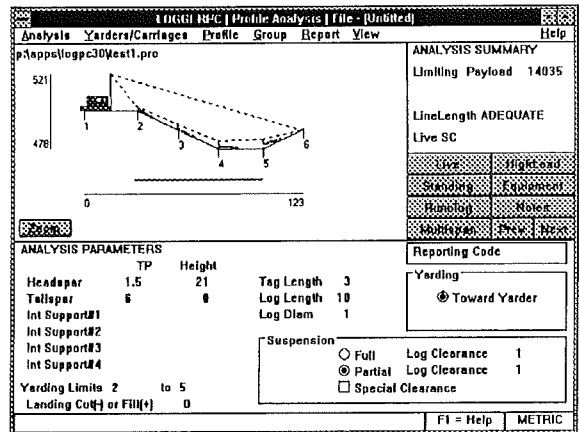 LOGGERPC | Profile Analysis | File - [Untitled]
Analysis Yarders/Carriages Profile Group Report View Help
p:\apps\logpc30\test1.pro
521
478
1 2 3 4 5 6
0 123
Zoom
ANALYSIS SUMMARY
Limiting Payload 14035
LineLength ADEQUATE
Live SC
Live HighLead
Standing Equipment
Running Notes
Multispan Prev Next
ANALYSIS PARAMETERS
TP Height
Headspar 1.5 21
Tailspar 6 0
Int Support#1
Int Support#2
Int Support#3
Int Support#4
Yarding Limits 2 to 5
Landing Cut(-) or Fill(+) 0
Tag Length 3
Log Length 10
Log Diam 1
Reporting Code
Yarding
Toward Yarder
Suspension
Full Log Clearance 1
Partial Log Clearance 1
Special Clearance
F1 = Help METRIC